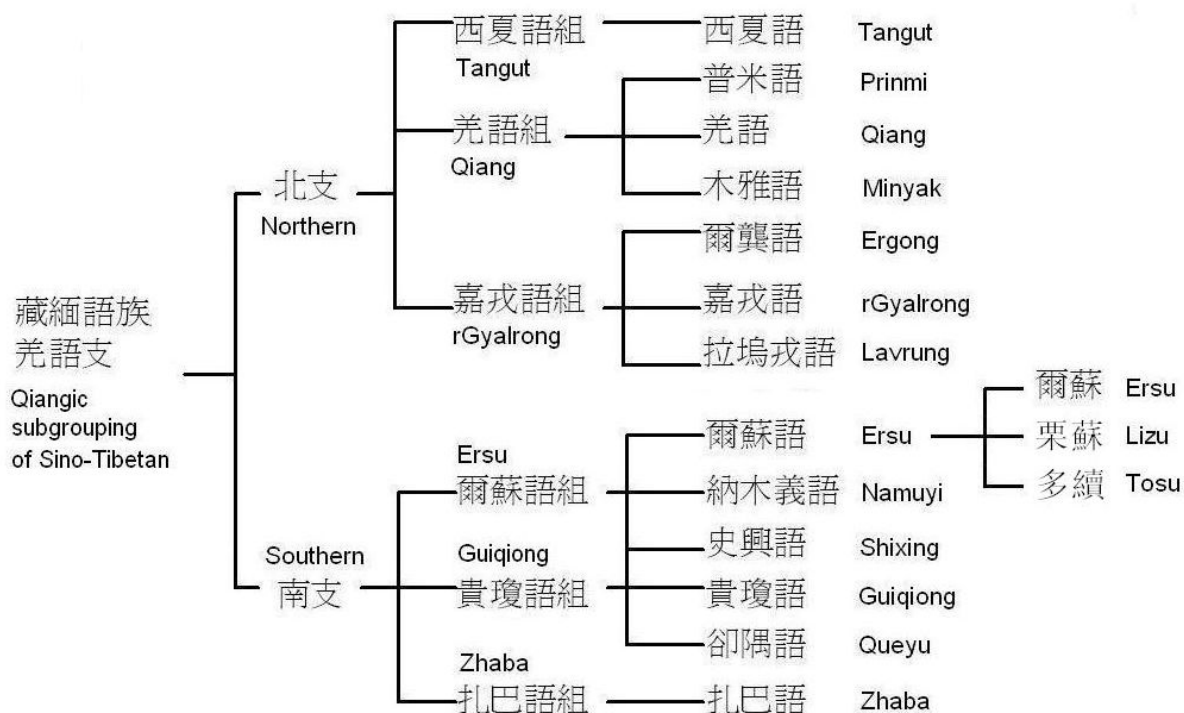 藏緬語族
羌語支
Qiangic
subgrouping
of Sino-Tibetan
北支
Northern
西夏語組
Tangut
西夏語 Tangut
羌語組
Qiang
普米語 Prinmi
羌語 Qiang
木雅語 Minyak
嘉戎語組
rGyalrong
爾龔語 Ergong
嘉戎語 rGyalrong
拉塢戎語 Lavrung
Southern
南支
Ersu
爾蘇語組
爾蘇語 Ersu
爾蘇 Ersu
栗蘇 Lizu
多續 Tosu
納木義語 Namuyi
史興語 Shixing
Guiqiong
貴瓊語組
貴瓊語 Guiqiong
卻隅語 Queyu
Zhaba
扎巴語組
扎巴語 Zhaba